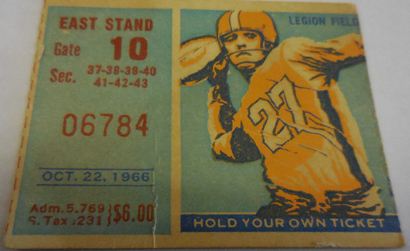 EAST STAND
Gate 10
Sec. 37-38-39-40
41-42-43
06784
OCT. 22, 1966
Adm. 5.769
S. Tax .231
$6.00
LEGION FIELD
27
HOLD YOUR OWN TICKET